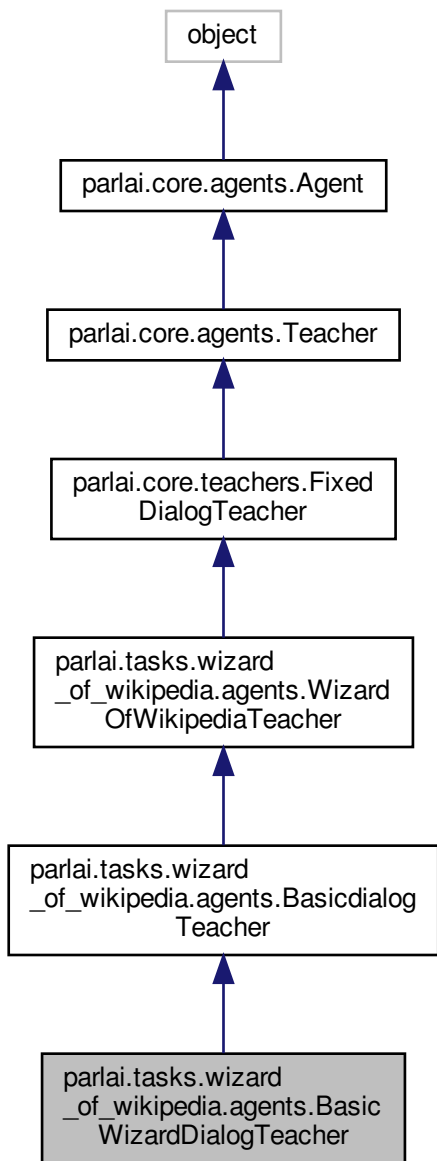 object
parlai.core.agents.Agent
parlai.core.agents.Teacher
parlai.core.teachers.Fixed
DialogTeacher
parlai.tasks.wizard
_of_wikipedia.agents.Wizard
OfWikipediaTeacher
parlai.tasks.wizard
_of_wikipedia.agents.Basicdialog
Teacher
parlai.tasks.wizard
_of_wikipedia.agents.Basic
WizardDialogTeacher